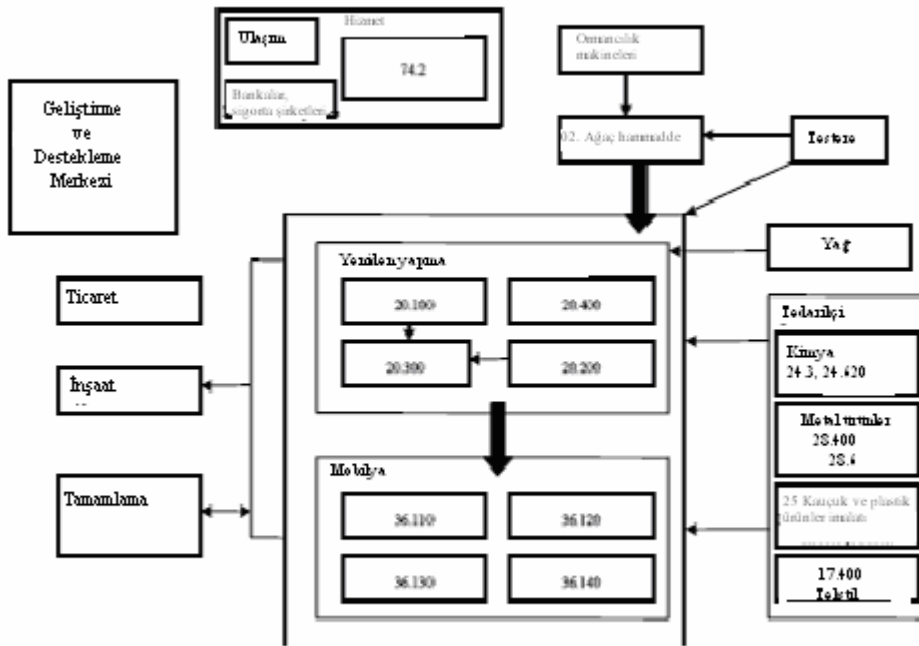 Hizmet
Ulaşım
74.2
Bankalar,
sigorta şirketleri
Ormancılık
makineleri
Geliştirme
ve
Destekleme
Merkezi
02. Ağaç hammadde
Testere
Yağ
Yeniden yapma
20.100
20.400
20.300
20.200
Ticaret
İnşaat
Tamamlama
Mobilya
36.110
36.120
36.130
36.140
Tedarikçi
Kimya
24.3, 24.620
Metal ürünler
28.400
28.6
25 Kauçuk ve plastik
ürünler imalatı
17.400
Tekstil